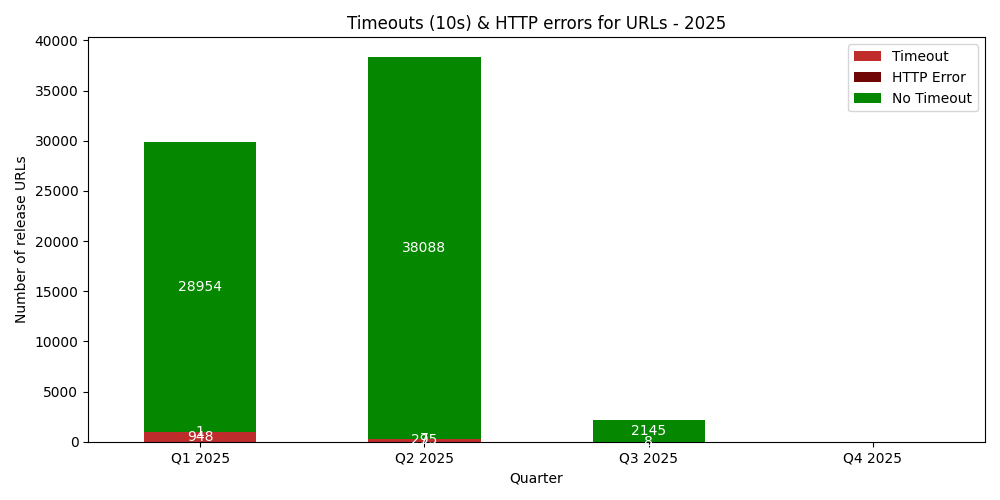 Timeouts (10s) & HTTP errors for URLs - 2025
Timeout
HTTP Error
No Timeout
Number of release URLs
40000
35000
30000
25000
20000
15000
10000
5000
0
28954
1
948
38088
295
2145
8
Q1 2025
Q2 2025
Q3 2025
Q4 2025
Quarter